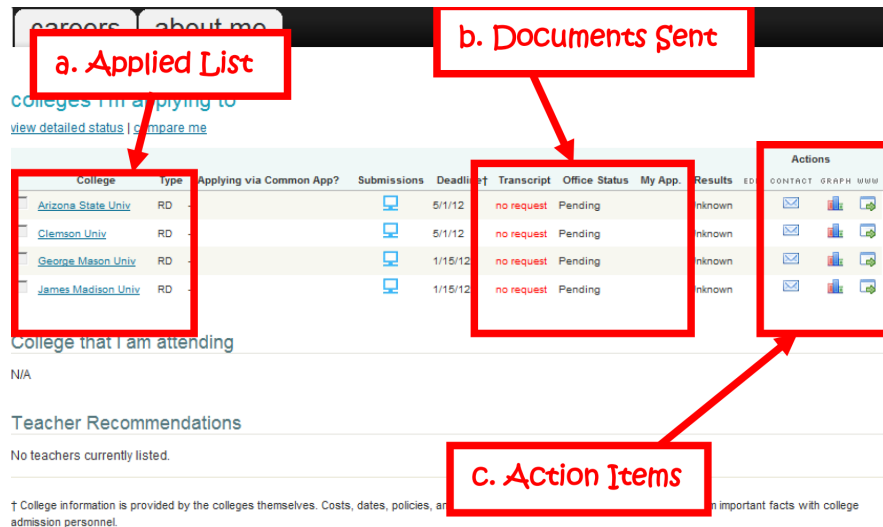 careers about me
a. Applied List
b. Documents Sent
colleges I'm applying to
view detailed status | compare me
Actions
College Type Applying via Common App? Submissions Deadline† Transcript Office Status My App. Results CONTACT GRAPH WWW
Arizona State Univ RD - 5/1/12 no request Pending Unknown
Clemson Univ RD - 5/1/12 no request Pending Unknown
George Mason Univ RD - 1/15/12 no request Pending Unknown
James Madison Univ RD - 1/15/12 no request Pending Unknown
College that I am attending
N/A
Teacher Recommendations
No teachers currently listed.
c. Action Items
† College information is provided by the colleges themselves. Costs, dates, policies, important facts with college
admission personnel.